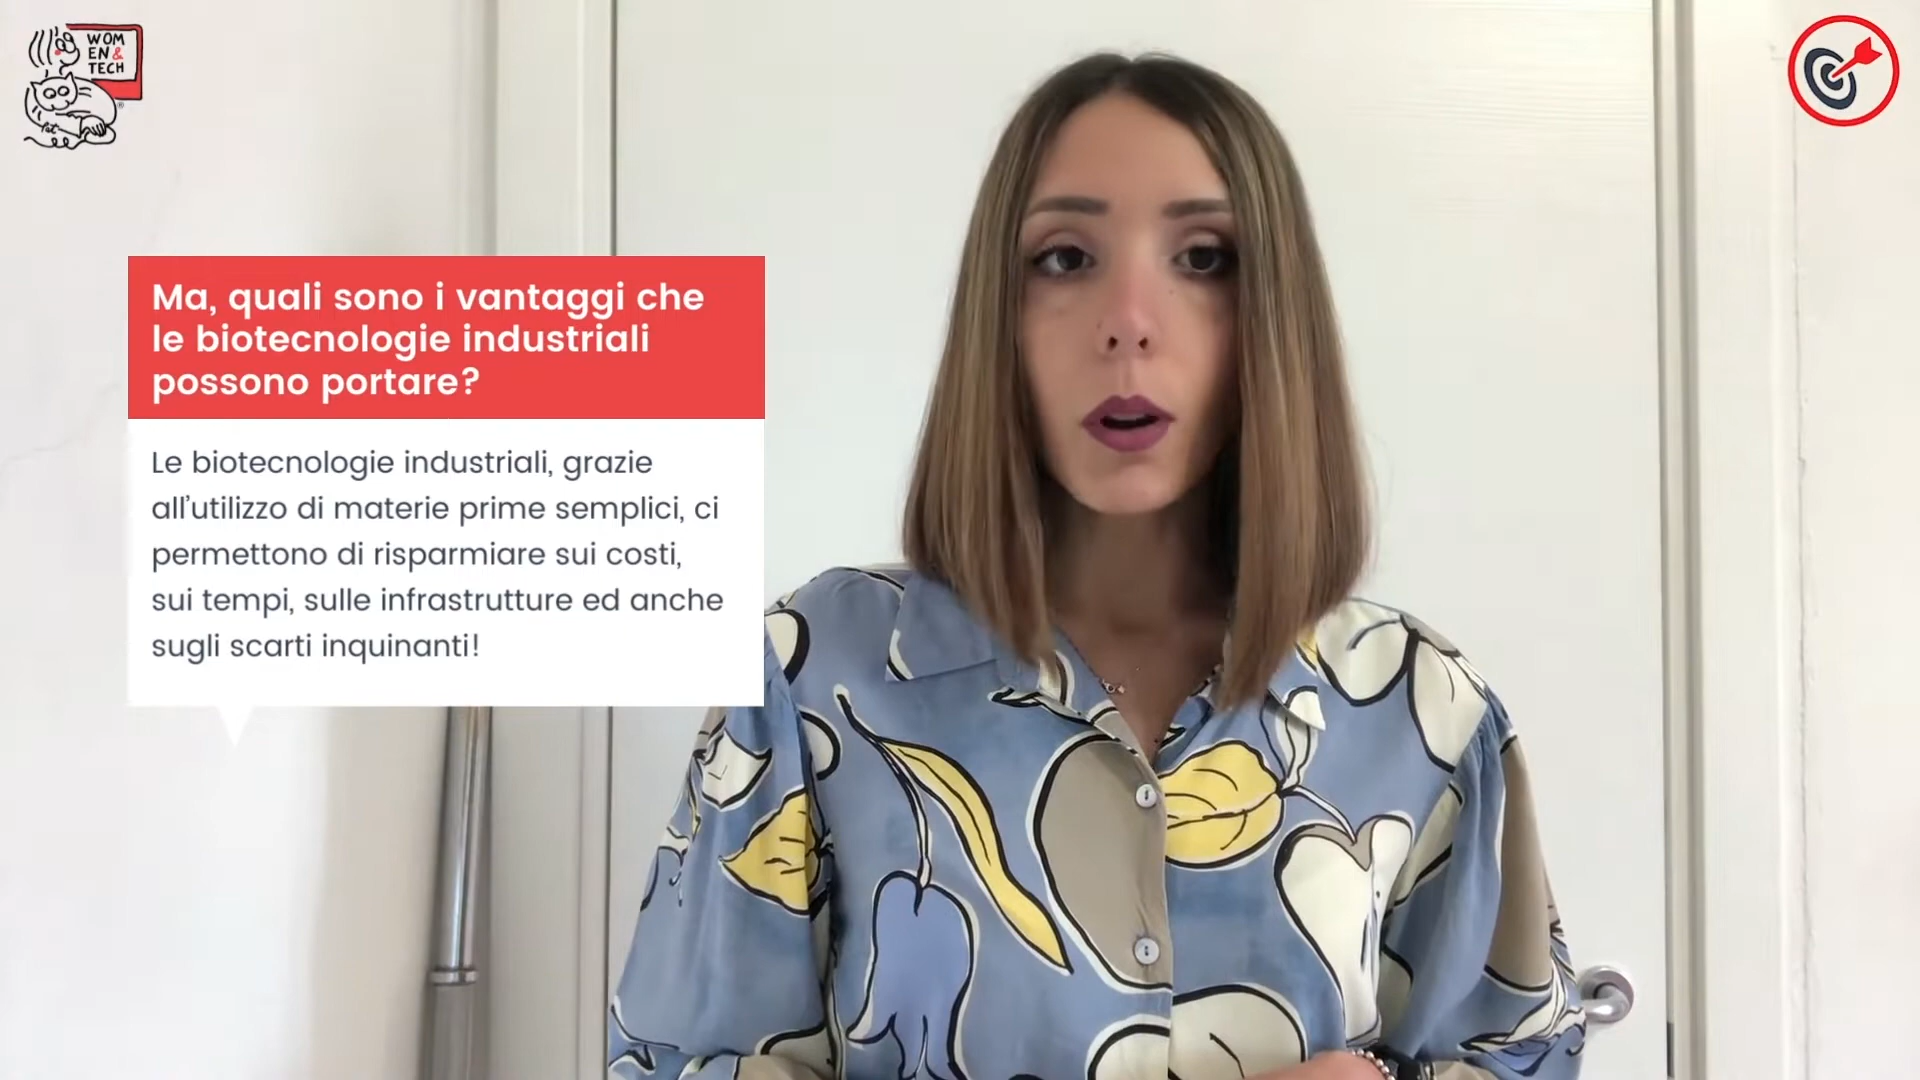 WOM
EN&
TECH
Ma, quali sono i vantaggi che
le biotecnologie industriali
possono portare?
Le biotecnologie industriali, grazie
all’utilizzo di materie prime semplici, ci
permettono di risparmiare sui costi,
sui tempi, sulle infrastrutture ed anche
sugli scarti inquinanti!